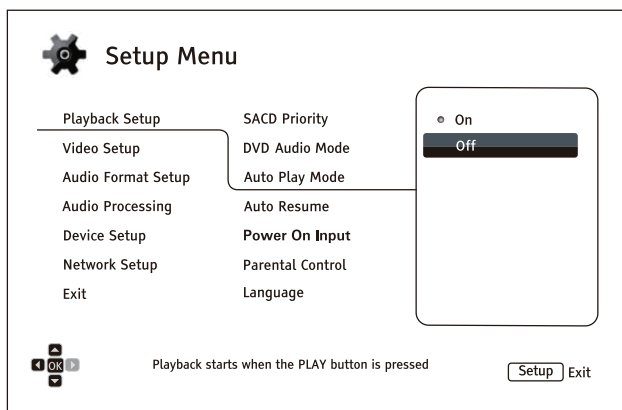 Setup Menu
Playback Setup
Video Setup
Audio Format Setup
Audio Processing
Device Setup
Network Setup
Exit
SACD Priority
DVD Audio Mode
Auto Play Mode
Auto Resume
Power On Input
Parental Control
Language
On
Off
OK
Playback starts when the PLAY button is pressed
Setup Exit